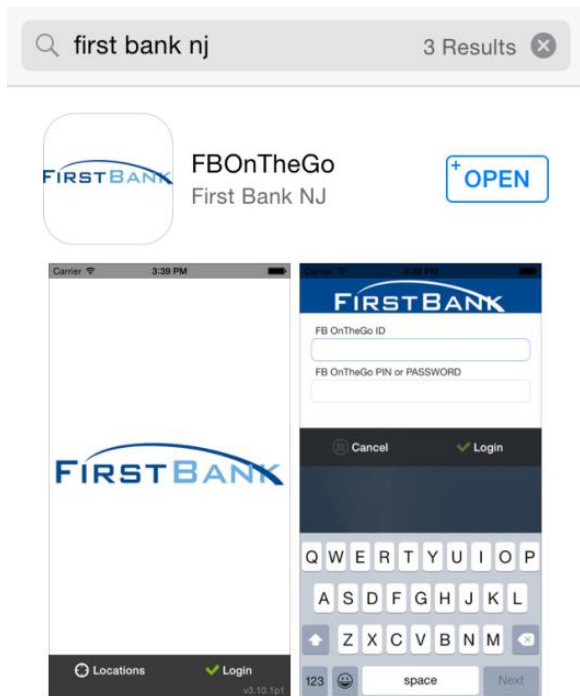 first bank nj
3 Results
FIRSTBANK
FBOnTheGo
First Bank NJ
+ OPEN
Carrier 3:39 PM
FIRSTBANK
Locations
Login
v3.10.1p1
Carrier 3:39 PM
FIRSTBANK
FB OnTheGo ID
FB OnTheGo PIN or PASSWORD
Cancel
Login
Q W E R T Y U I O P
A S D F G H J K L
Z X C V B N M
123 space Next